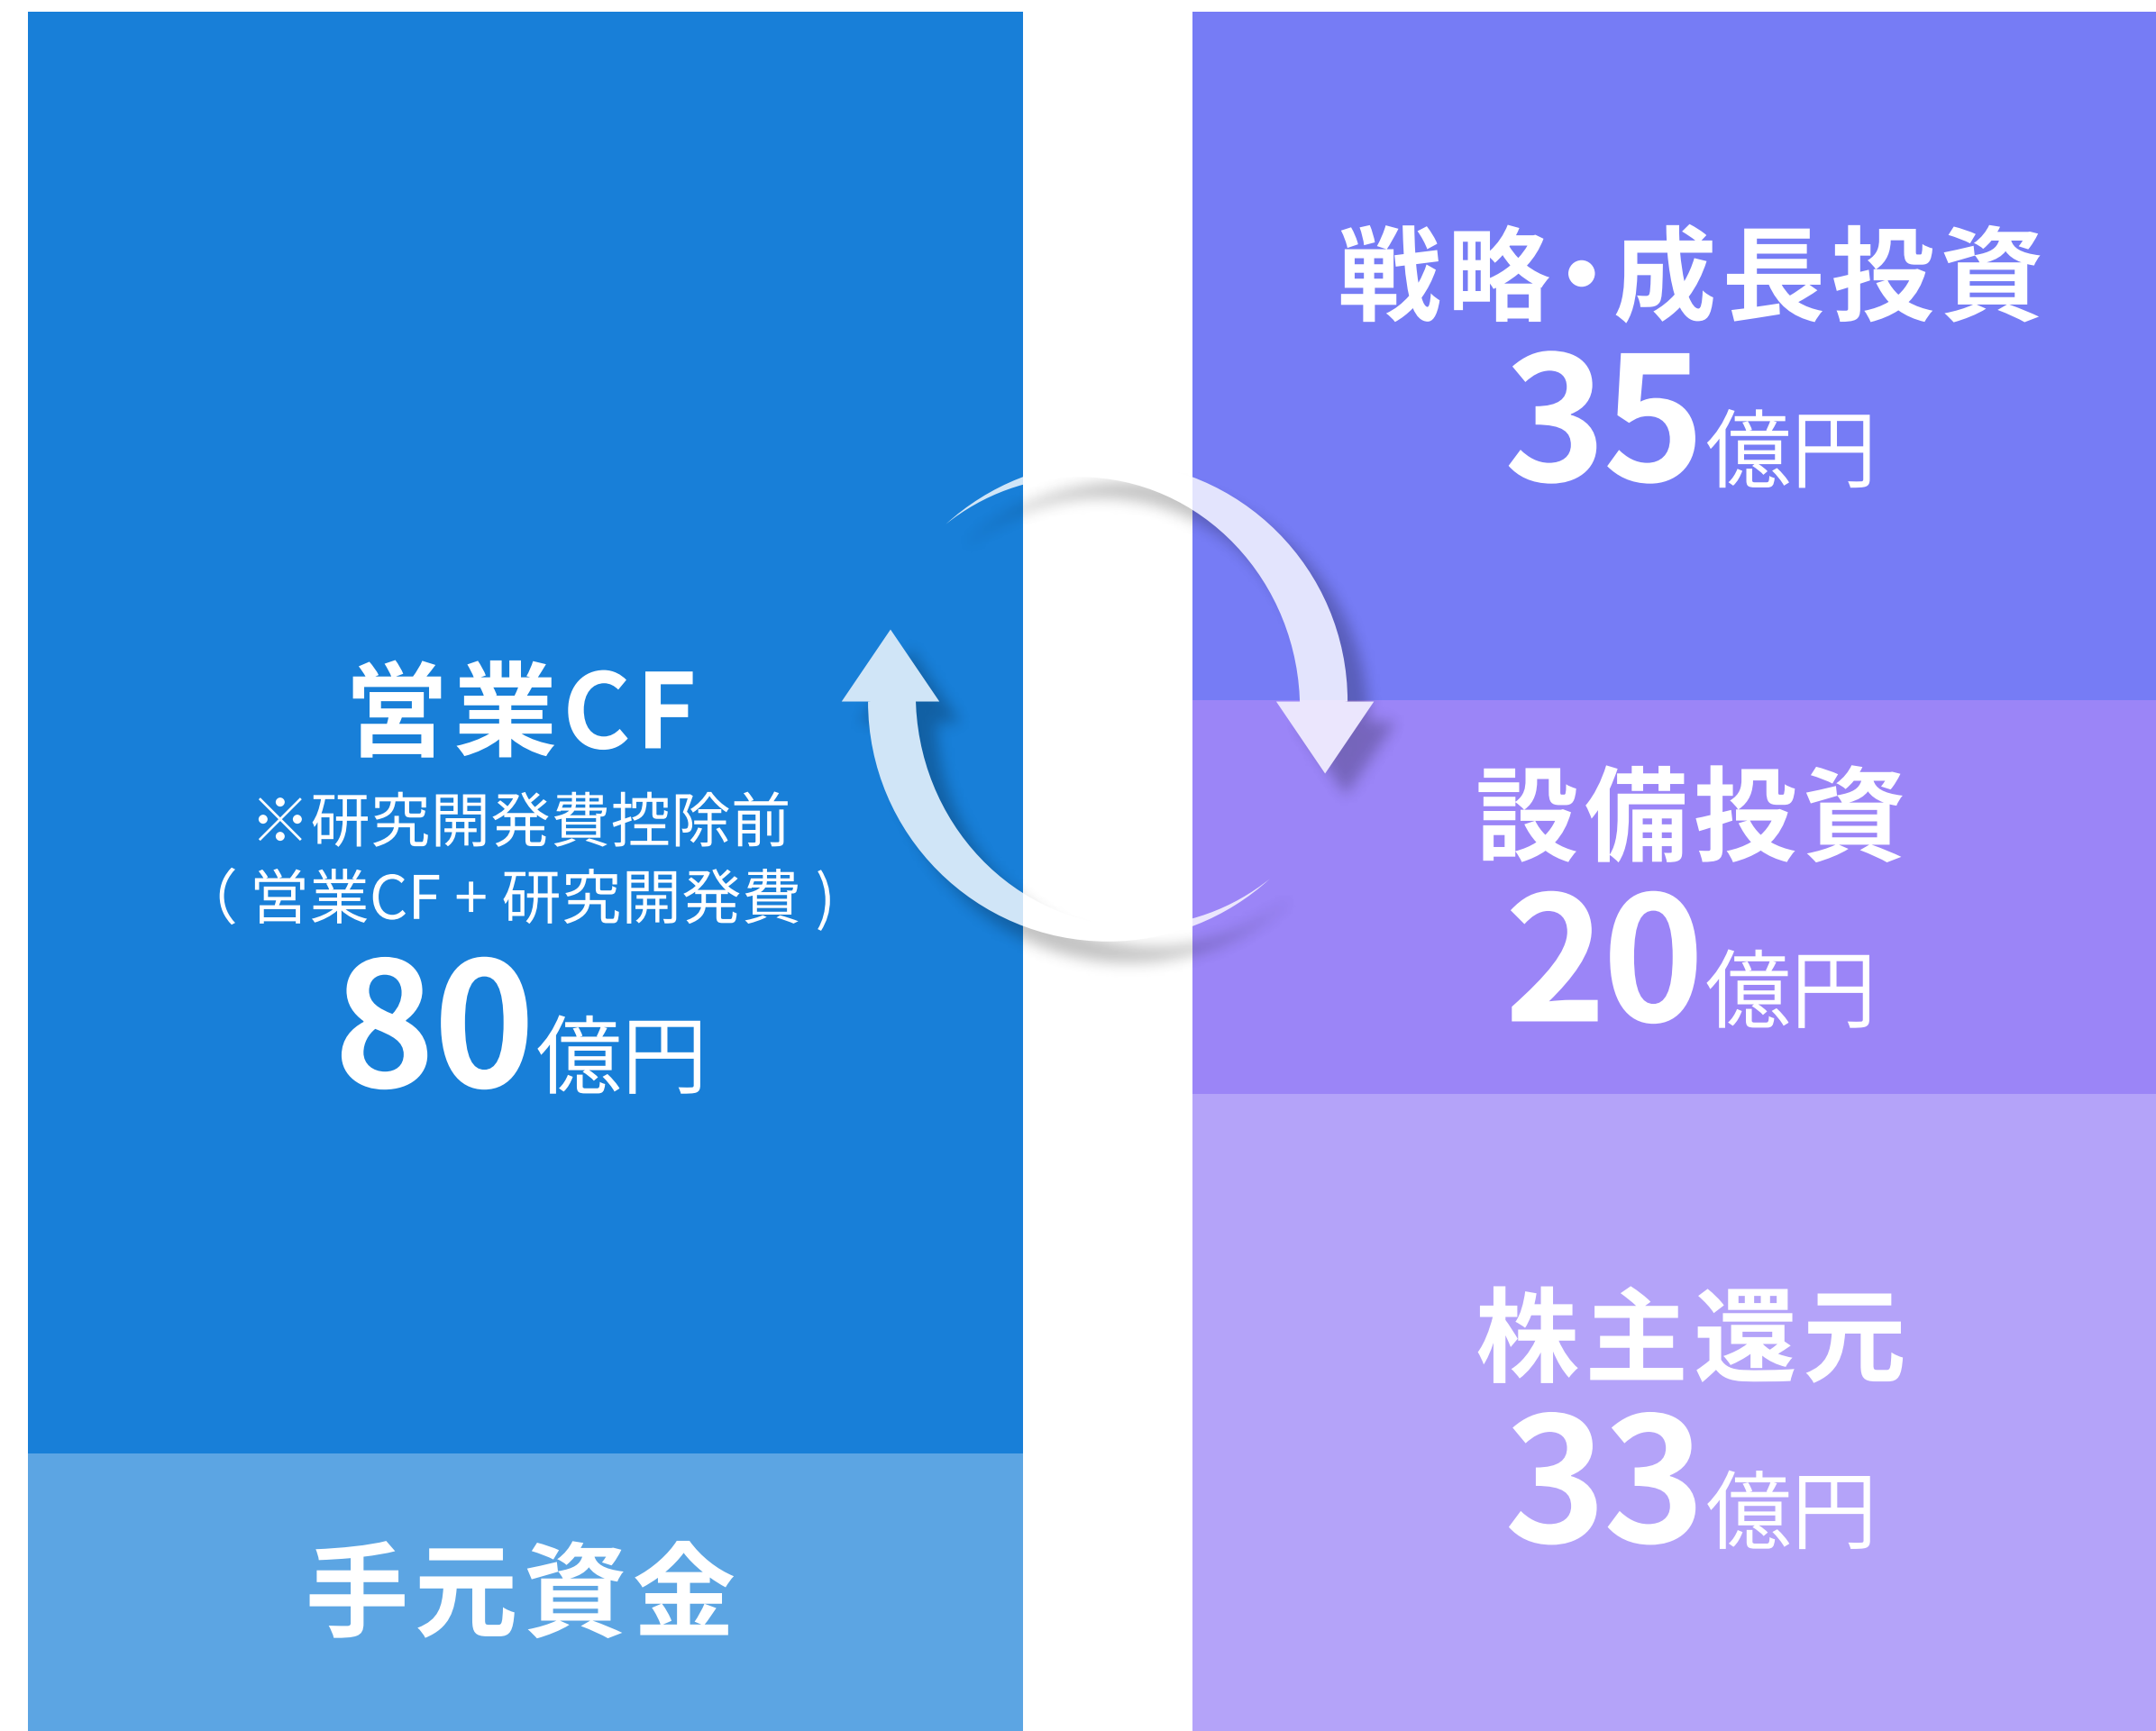 営業CF
※研究開発費控除前
(営業CF + 研究開発費)
80億円
手元資金
戦略・成長投資
35億円
設備投資
20億円
株主還元
33億円